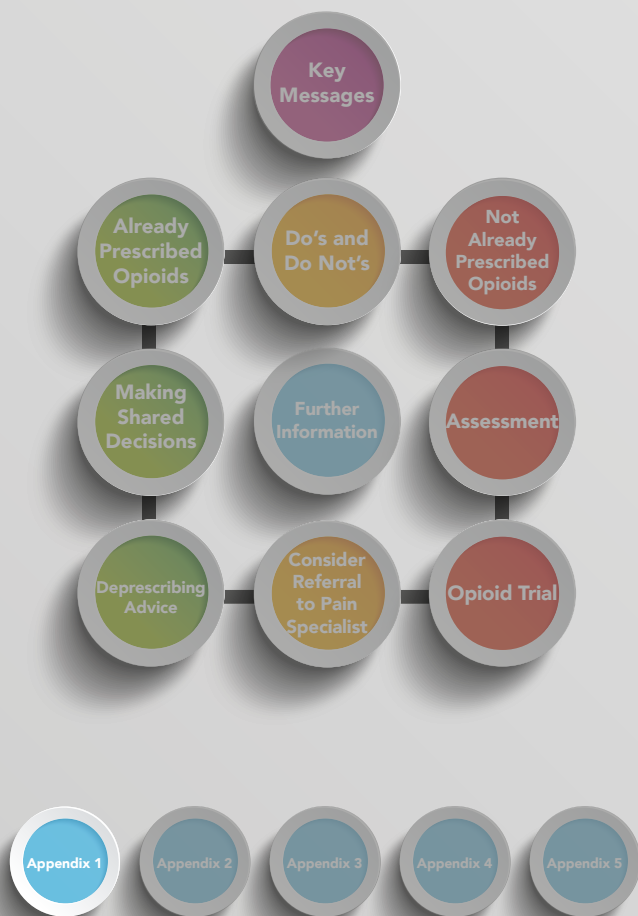 Key
Messages
Already
Prescribed
Opioids
Do's and
Do Not's
Not
Already
Prescribed
Opioids
Making
Shared
Decisions
Further
Information
Assessment
Deprescribing
Advice
Consider
Referral
to Pain
Specialist
Opioid Trial
Appendix 1
Appendix 2
Appendix 3
Appendix 4
Appendix 5